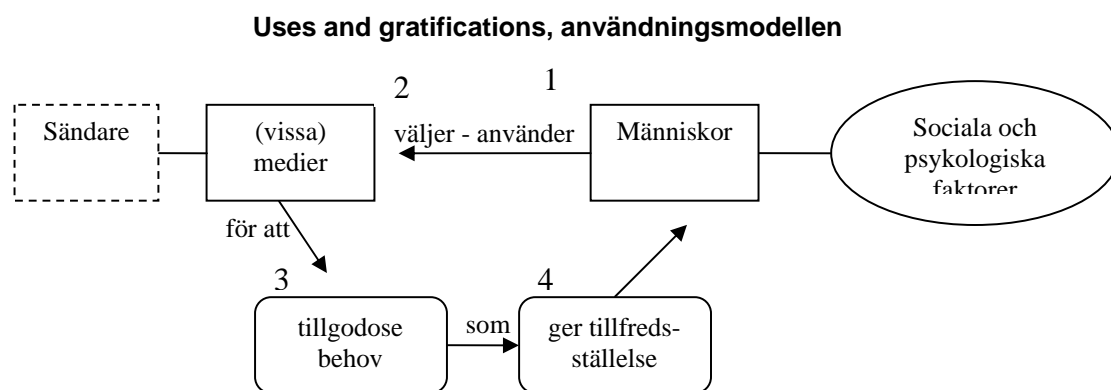 Uses and gratifications, användningsmodellen
1
2
Sändare
(vissa)
medier
väljer - använder
Människor
Sociala och
psykologiska
faktorer
för att
3
4
tillgodose
behov
som
ger tillfreds-
ställelse